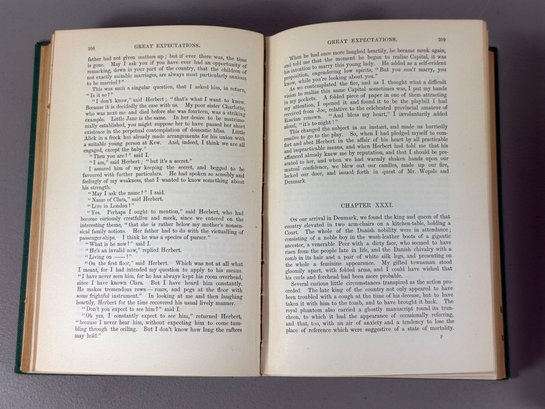 208 GREAT EXPECTATIONS.
father had not given mothers up; but if ever there was, the time
is gone. May I ask you if you have ever had an opportunity of
remarking, down in your part of the country, that the children of
not exactly suitable marriages, are always most particularly anxious
to be married?"
This was such a singular question, that I asked him, in return,
"Is it so?"
"I don't know," said Herbert; "that's what I want to know.
Because it is decidedly the case with us. My poor sister Charlotte,
who was next me and died before she was fourteen, was a striking
example. Little Jane is the same. In her desire to be matrimonially
established, you might suppose her to have passed her short
existence in the perpetual contemplation of domestic bliss. Little
Alick in a frock has already made arrangements for his union with
a suitable young person at Kew. And, indeed, I think we are all
engaged, except the baby."
"Then you are?" said I.
"I am," said Herbert; "but it's a secret."
I assured him of my keeping the secret, and begged to be
favoured with further particulars. He had spoken so sensibly and
feelingly of my weakness, that I wanted to know something about
his strength.
"May I ask the name?" I said.
"Name of Clara," said Herbert.
"Live in London?"
"Yes. Perhaps I ought to mention," said Herbert, who had
become curiously crestfallen and meek, since we entered on the
interesting theme, "that she is rather below my mother's nonsensical
family notions. Her father had to do with the victualling of
passenger-ships. I think he was a species of purser."
"What is he now?" said I.
"He's an invalid now," replied Herbert.
"Living on ——?"
"On the first floor," said Herbert. Which was not at all what
I meant, for I had intended my question to apply to his means.
"I have never seen him, for he has always kept his room overhead,
since I have known Clara. But I have heard him constantly.
He makes tremendous rows—roars, and pegs at the floor with
some frightful instrument." In looking at me and then laughing
heartily, Herbert for the time recovered his usual lively manner.
"Don't you expect to see him?" said I.
"Oh yes, I constantly expect to see him," returned Herbert,
"because I never hear him, without expecting him to come tumbling
through the ceiling. But I don't know how long the rafters
may hold."
GREAT EXPECTATIONS. 209
When he had once more laughed heartily, he became meek again,
and told me that the moment he began to realise Capital, it was
his intention to marry this young lady. He added as a self-evident
proposition, engendering low spirits, "But you can't marry, you
know, while you're looking about you."
As we contemplated the fire, and as I thought what a difficult
vision to realise this same Capital sometimes was, I put my hands
in my pockets. A folded piece of paper in one of them attracting
my attention, I opened it and found it to be the playbill I had
received from Joe, relative to the celebrated provincial amateur of
Roscian renown. "And bless my heart," I involuntarily added
aloud, "it's to-night!"
This changed the subject in an instant, and made us hurriedly
resolve to go to the play. So, when I had pledged myself to comfort
and abet Herbert in the affair of his heart by all practicable
and impracticable means, and when Herbert had told me that his
affianced already knew me by reputation, and that I should be presented
to her, and when we had warmly shaken hands upon our
mutual confidence, we blew out our candles, made up our fire,
locked our door, and issued forth in quest of Mr. Wopsle and
Denmark.
CHAPTER XXXI.
On our arrival in Denmark, we found the king and queen of that
country elevated in two arm-chairs on a kitchen-table, holding a
Court. The whole of the Danish nobility were in attendance;
consisting of a noble boy in the wash-leather boots of a gigantic
ancestor, a venerable Peer with a dirty face, who seemed to have
risen from the people late in life, and the Danish chivalry with a
comb in its hair and a pair of white silk legs, and presenting on
the whole a feminine appearance. My gifted townsman stood
gloomily apart, with folded arms, and I could have wished that
his curls and forehead had been more probable.
Several curious little circumstances transpired as the action proceeded.
The late king of the country not only appeared to have
been troubled with a cough at the time of his decease, but to have
taken it with him to the tomb, and to have brought it back. The
royal phantom also carried a ghostly manuscript round its truncheon,
to which it had the appearance of occasionally referring,
and that, too, with an air of anxiety and a tendency to lose the
place of reference which were suggestive of a state of mortality.
P